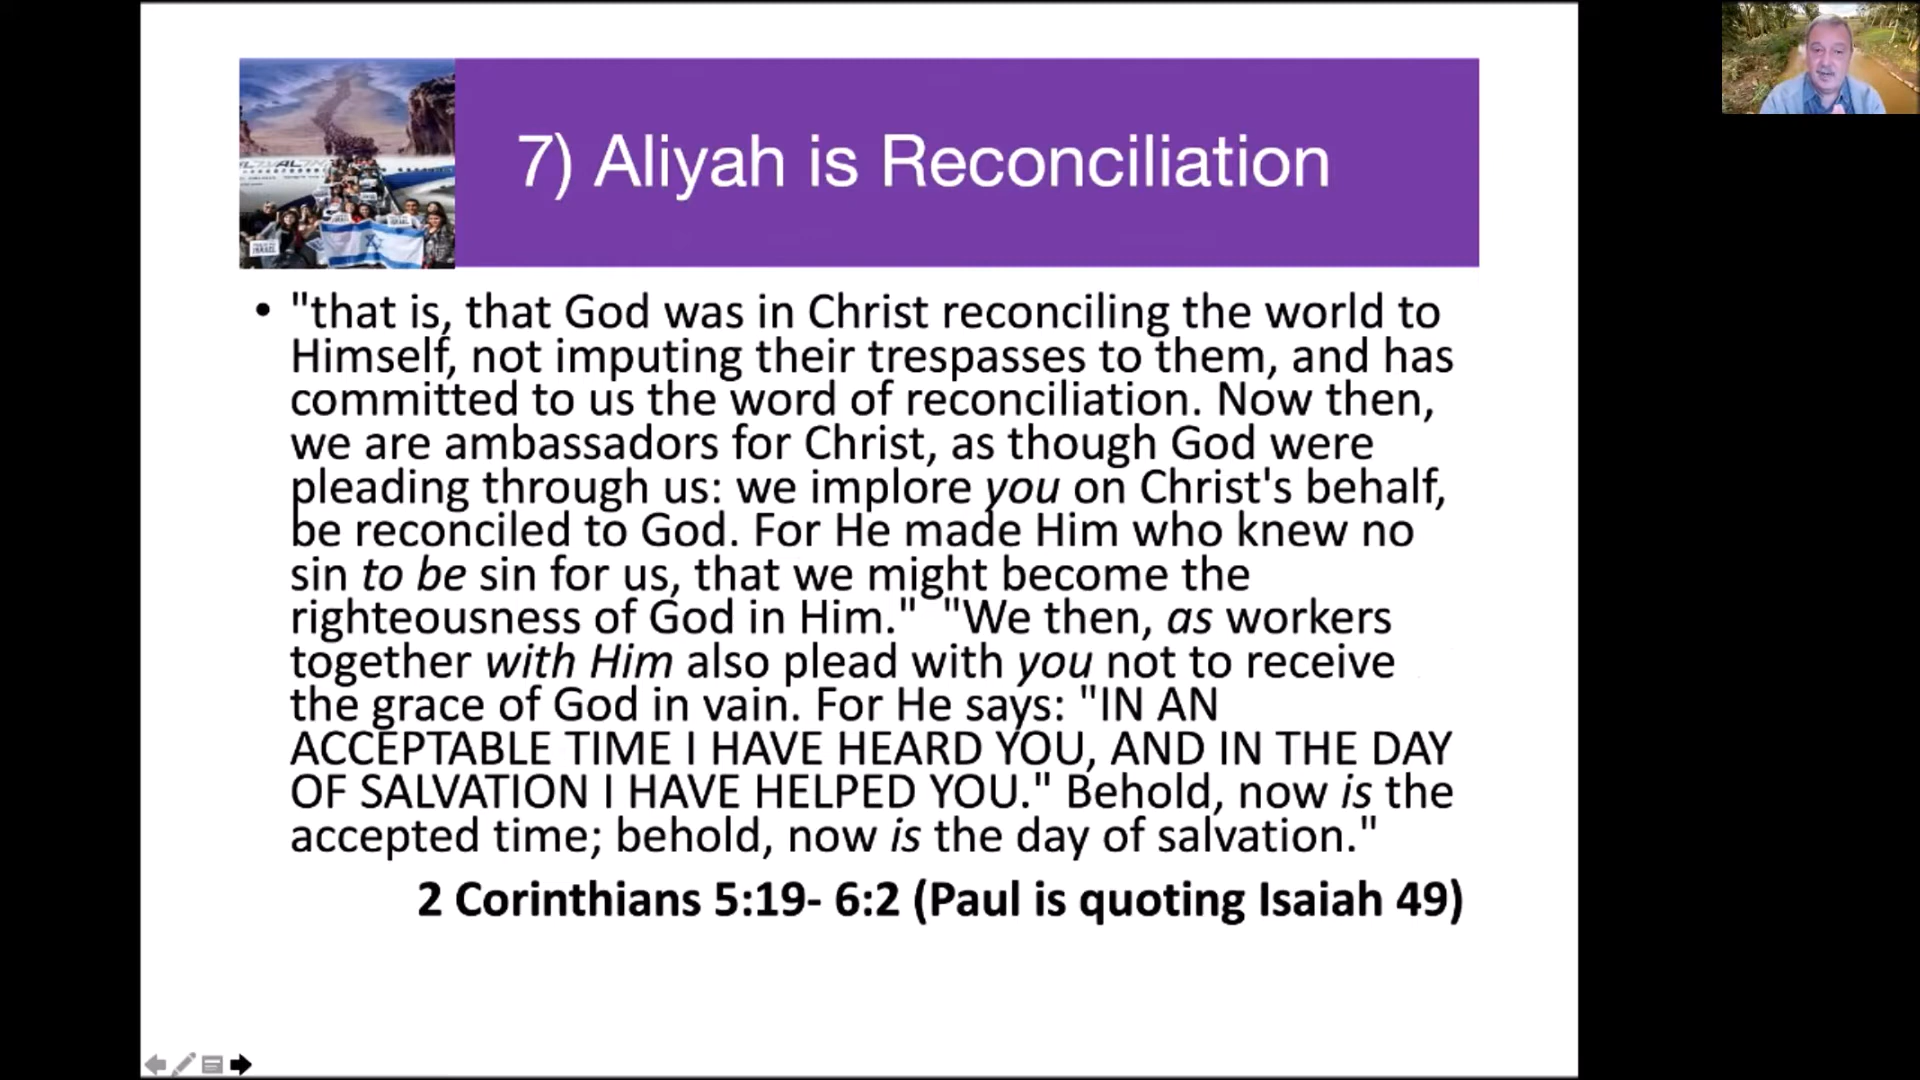 7) Aliyah is Reconciliation
• "that is, that God was in Christ reconciling the world to
Himself, not imputing their trespasses to them, and has
committed to us the word of reconciliation. Now then,
we are ambassadors for Christ, as though God were
pleading through us: we implore you on Christ's behalf,
be reconciled to God. For He made Him who knew no
sin to be sin for us, that we might become the
righteousness of God in Him."  "We then, as workers
together with Him also plead with you not to receive
the grace of God in vain. For He says: "IN AN
ACCEPTABLE TIME I HAVE HEARD YOU, AND IN THE DAY
OF SALVATION I HAVE HELPED YOU." Behold, now is the
accepted time; behold, now is the day of salvation."
2 Corinthians 5:19- 6:2 (Paul is quoting Isaiah 49)